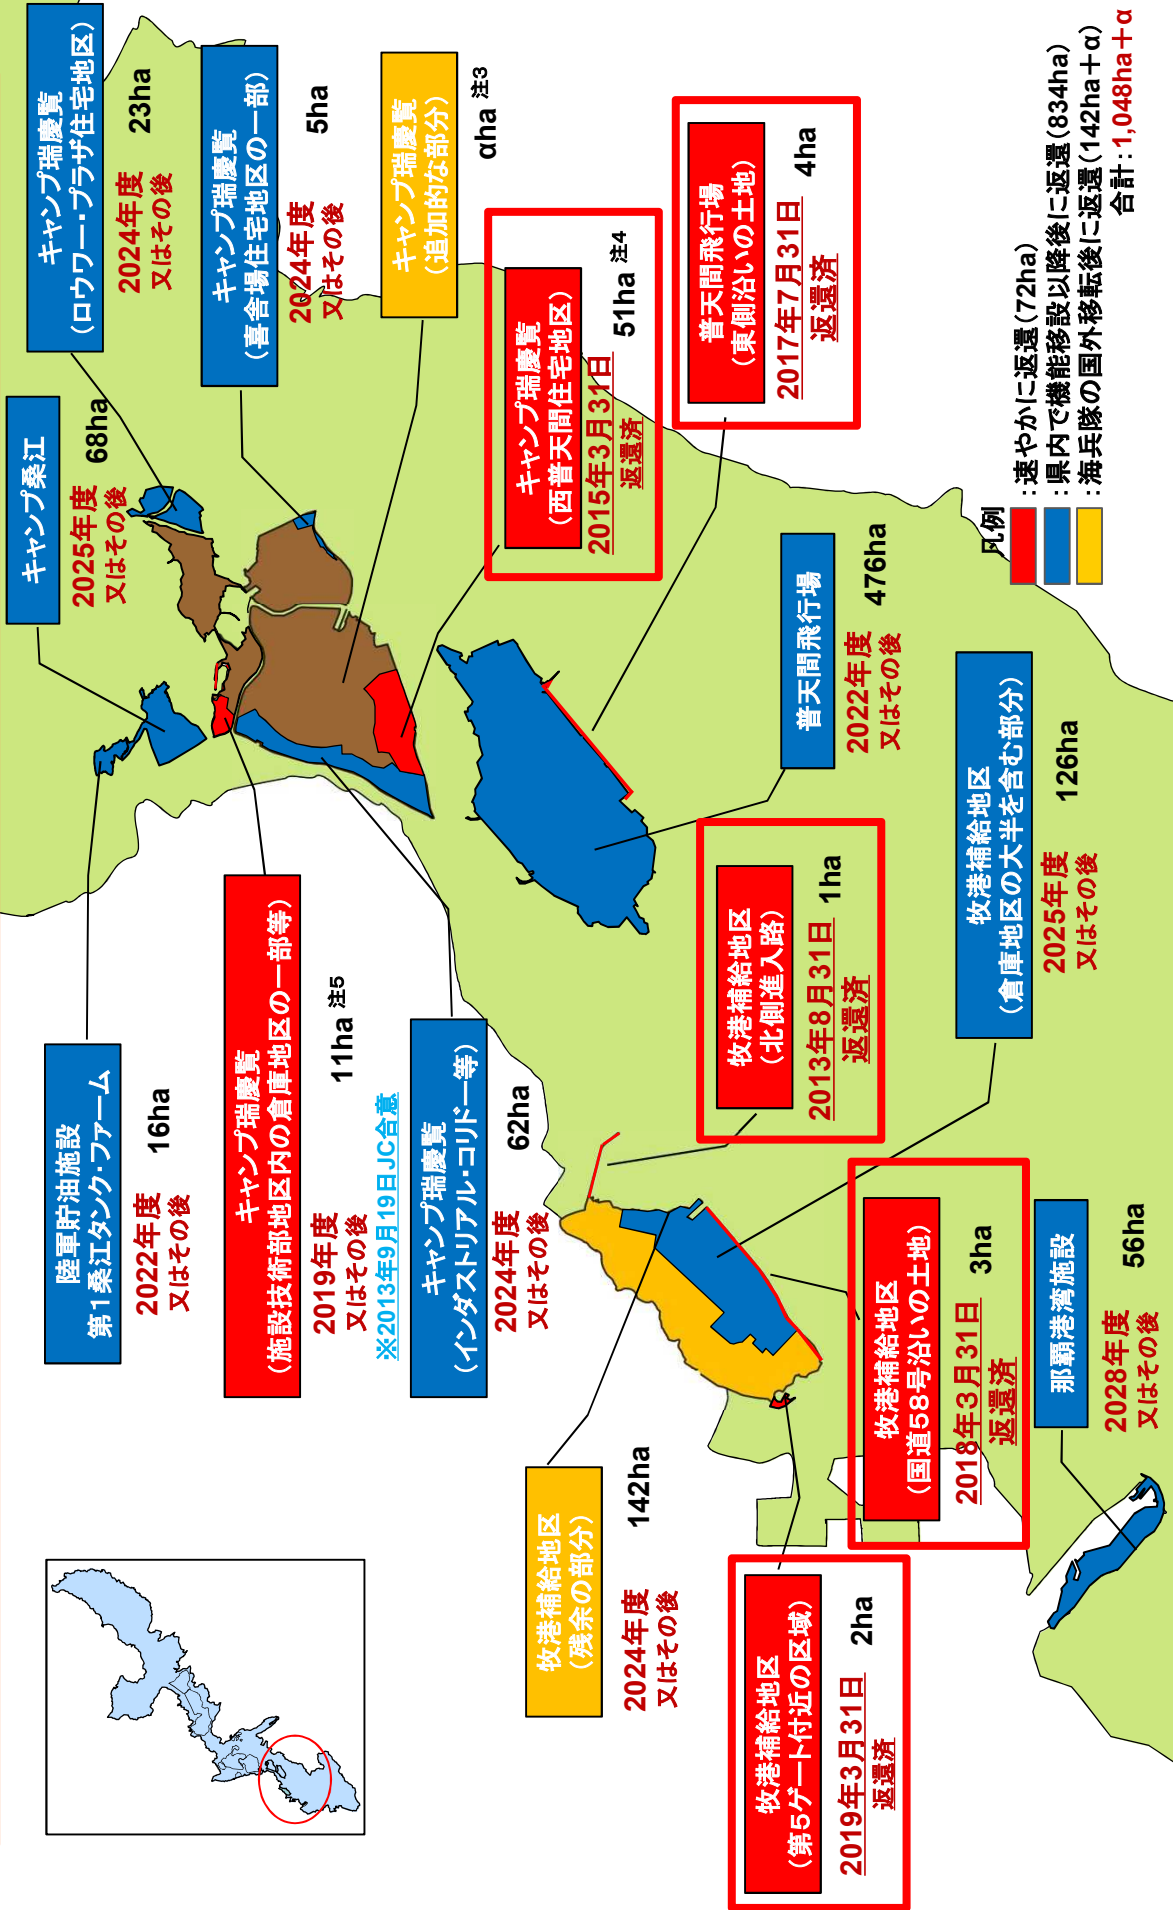 陸軍貯油施設
第1桑江タンク・ファーム
2022年度
又はその後
16ha
キャンプ桑江
2025年度
又はその後
68ha
キャンプ瑞慶覧
(ロウワー・プラザ住宅地区)
2024年度
又はその後
23ha
キャンプ瑞慶覧
(喜舎場住宅地区の一部)
2024年度
又はその後
5ha
キャンプ瑞慶覧
(施設技術部地区内の倉庫地区の一部等)
2019年度
又はその後
11ha 注5
※2013年9月19日JC合意
キャンプ瑞慶覧
(追加的な部分)
αha 注3
キャンプ瑞慶覧
(インダストリアル・コリドー等)
2024年度
又はその後
62ha
キャンプ瑞慶覧
(西普天間住宅地区)
2015年3月31日
返還済
51ha 注4
普天間飛行場
(東側沿いの土地)
2017年7月31日
返還済
4ha
牧港補給地区
(残余の部分)
2024年度
又はその後
142ha
牧港補給地区
(北側進入路)
2013年8月31日
返還済
1ha
普天間飛行場
2022年度
又はその後
476ha
牧港補給地区
(第5ゲート付近の区域)
2019年3月31日
返還済
2ha
牧港補給地区
(国道58号沿いの土地)
2018年3月31日
返還済
3ha
牧港補給地区
(倉庫地区の大半を含む部分)
2025年度
又はその後
126ha
那覇港湾施設
2028年度
又はその後
56ha
凡例
:速やかに返還(72ha)
:県内で機能移設以降後に返還(834ha)
:海兵隊の国外移転後に返還(142ha+α)
合計:1,048ha+α